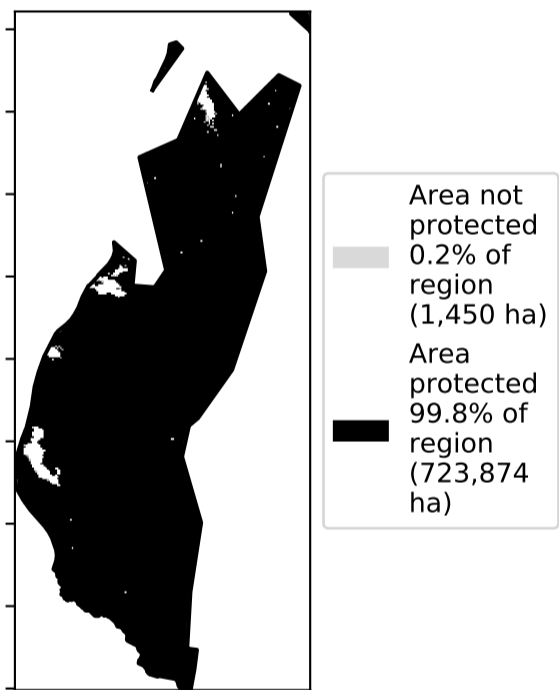 Area not
protected
0.2% of
region
(1,450 ha)
Area
protected
99.8% of
region
(723,874
ha)